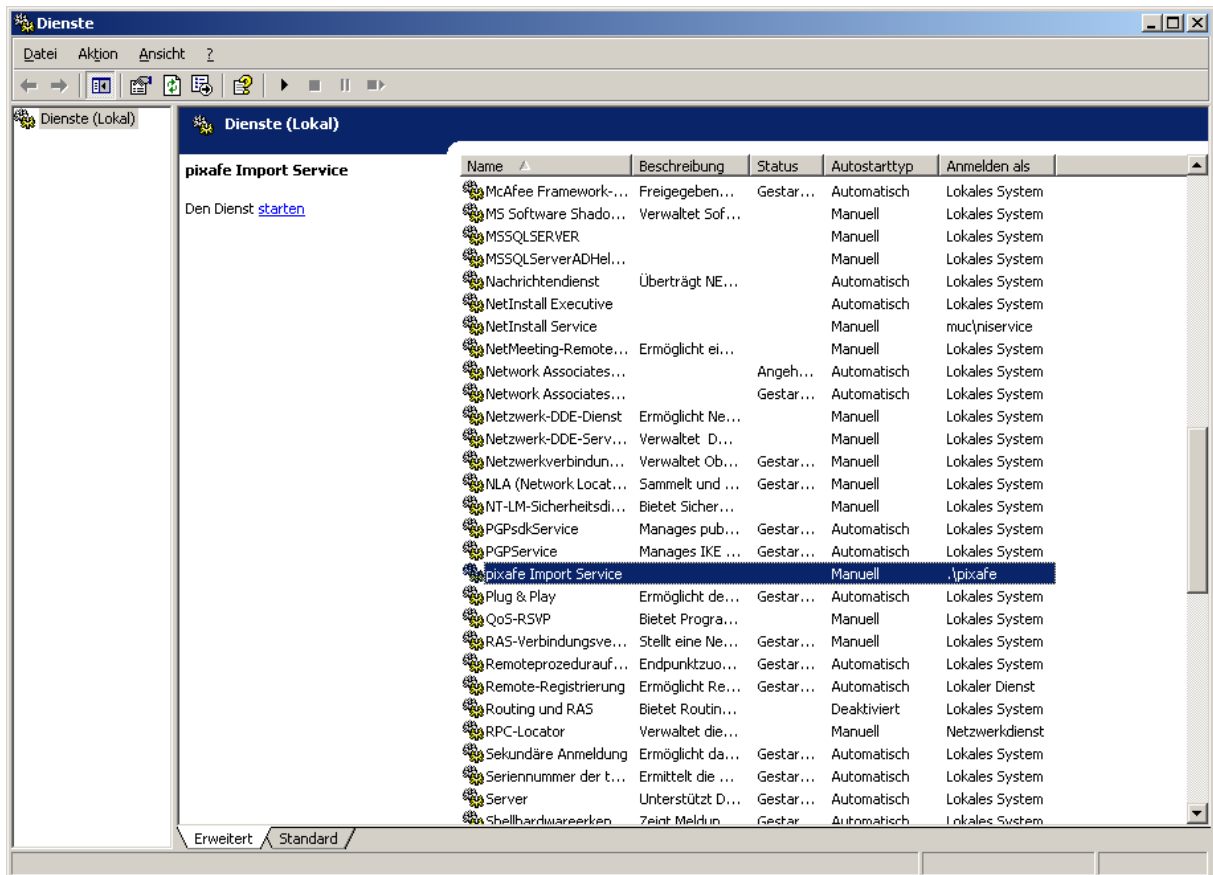 Dienste
Datei Aktion Ansicht ?
Dienste (Lokal)
Dienste (Lokal)
pixafe Import Service
Den Dienst starten
Name Beschreibung Status Autostarttyp Anmelden als
McAfee Framework-... Freigegeben... Gestar... Automatisch Lokales System
MS Software Shado... Verwaltet Sof... Manuell Lokales System
MSSQLSERVER Manuell Lokales System
MSSQLServerADHel... Manuell Lokales System
Nachrichtendienst Überträgt NE... Automatisch Lokales System
NetInstall Executive Automatisch Lokales System
NetInstall Service Manuell muc\niservice
NetMeeting-Remote... Ermöglicht ei... Manuell Lokales System
Network Associates... Angeh... Automatisch Lokales System
Network Associates... Gestar... Automatisch Lokales System
Netzwerk-DDE-Dienst Ermöglicht Ne... Manuell Lokales System
Netzwerk-DDE-Serv... Verwaltet D... Manuell Lokales System
Netzwerkverbindun... Verwaltet Ob... Gestar... Manuell Lokales System
NLA (Network Locat... Sammelt und ... Gestar... Manuell Lokales System
NT-LM-Sicherheitsdi... Bietet Sicher... Manuell Lokales System
PGPsdkService Manages pub... Gestar... Automatisch Lokales System
PGPService Manages IKE ... Gestar... Automatisch Lokales System
pixafe Import Service Manuell .\pixafe
Plug & Play Ermöglicht de... Gestar... Automatisch Lokales System
QoS-RSVP Bietet Progra... Manuell Lokales System
RAS-Verbindungsve... Stellt eine Ne... Gestar... Manuell Lokales System
Remoteprozedurauf... Endpunktzuo... Gestar... Automatisch Lokales System
Remote-Registrierung Ermöglicht Re... Gestar... Automatisch Lokaler Dienst
Routing und RAS Bietet Routin... Deaktiviert Lokales System
RPC-Locator Verwaltet die... Manuell Netzwerkdienst
Sekundäre Anmeldung Ermöglicht da... Gestar... Automatisch Lokales System
Seriennummer der t... Ermittelt die ... Gestar... Automatisch Lokales System
Server Unterstützt D... Gestar... Automatisch Lokales System
Shellhardwareerken Zeigt Meldun Gestar Automatisch Lokales System
Erweitert Standard